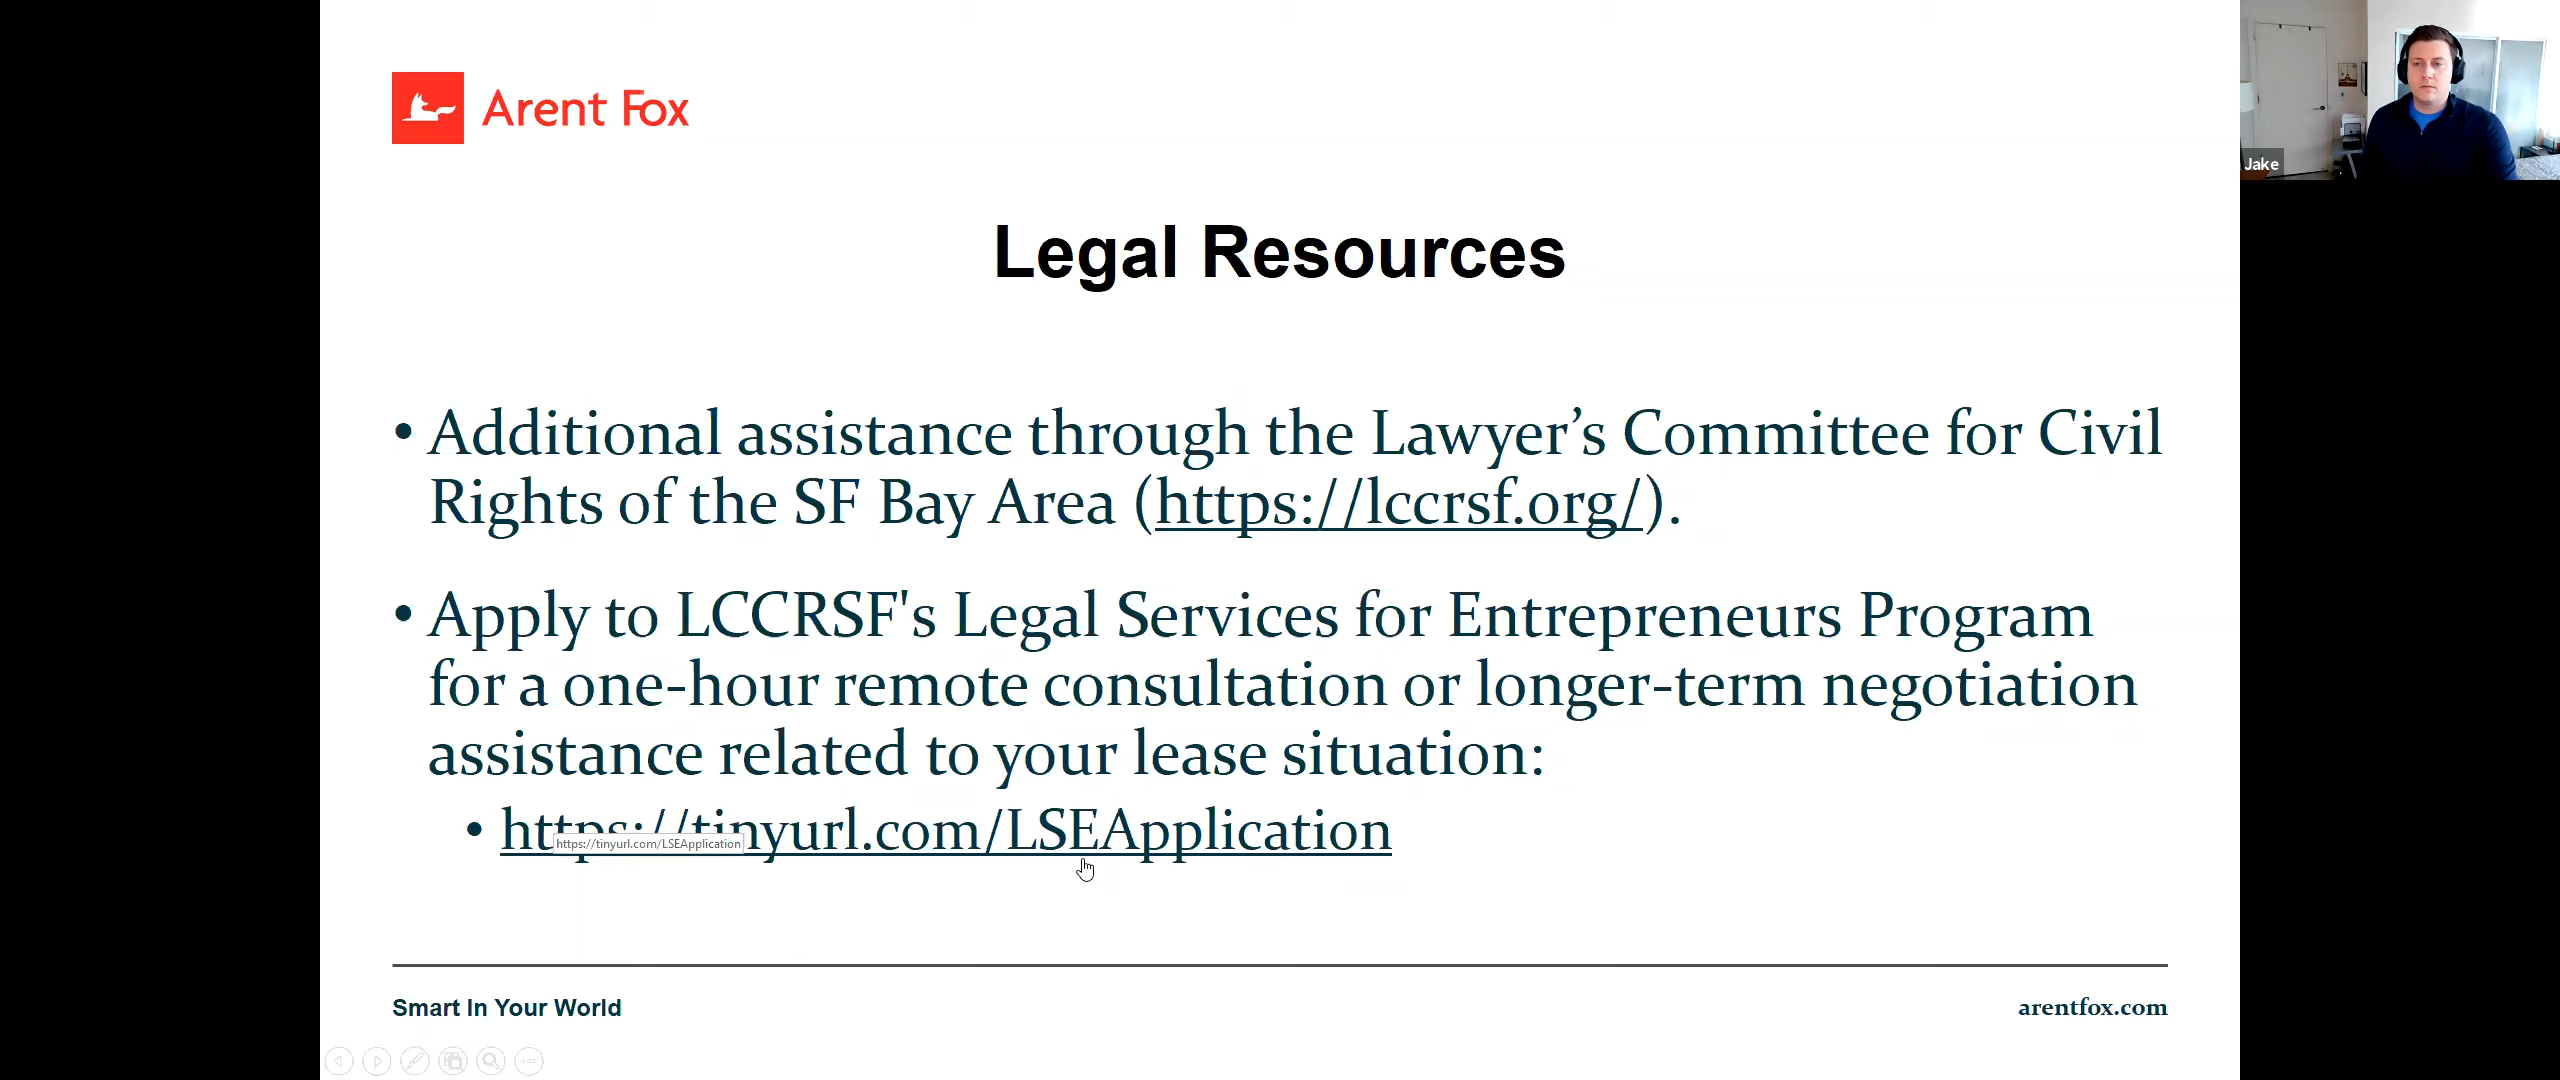 Arent Fox
Jake
Legal Resources
• Additional assistance through the Lawyer’s Committee for Civil
Rights of the SF Bay Area (https://lccrsf.org/).
• Apply to LCCRSF's Legal Services for Entrepreneurs Program
for a one-hour remote consultation or longer-term negotiation
assistance related to your lease situation:
• https://tinyurl.com/LSEApplication
https://tinyurl.com/LSEApplication
Smart In Your World
arentfox.com